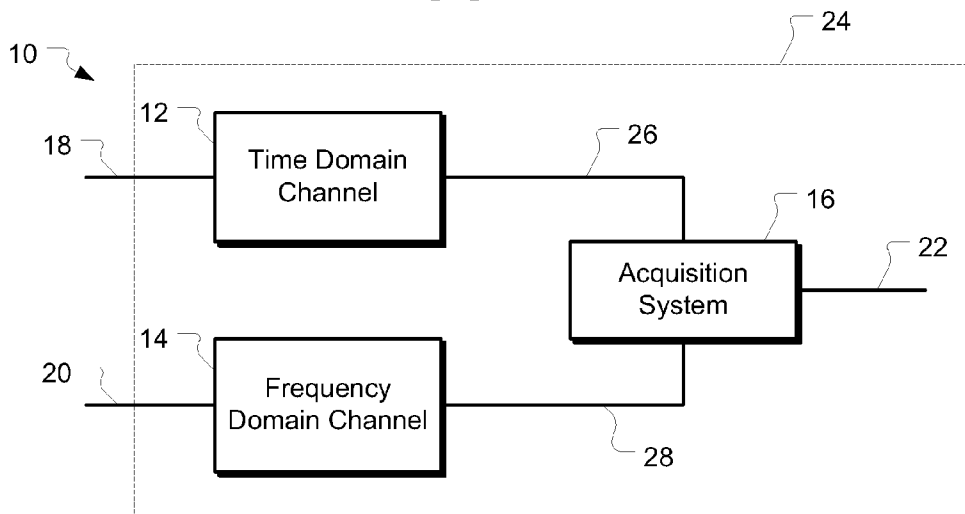 24
10
12
18
Time Domain
Channel
26
16
22
Acquisition
System
14
20
Frequency
Domain Channel
28